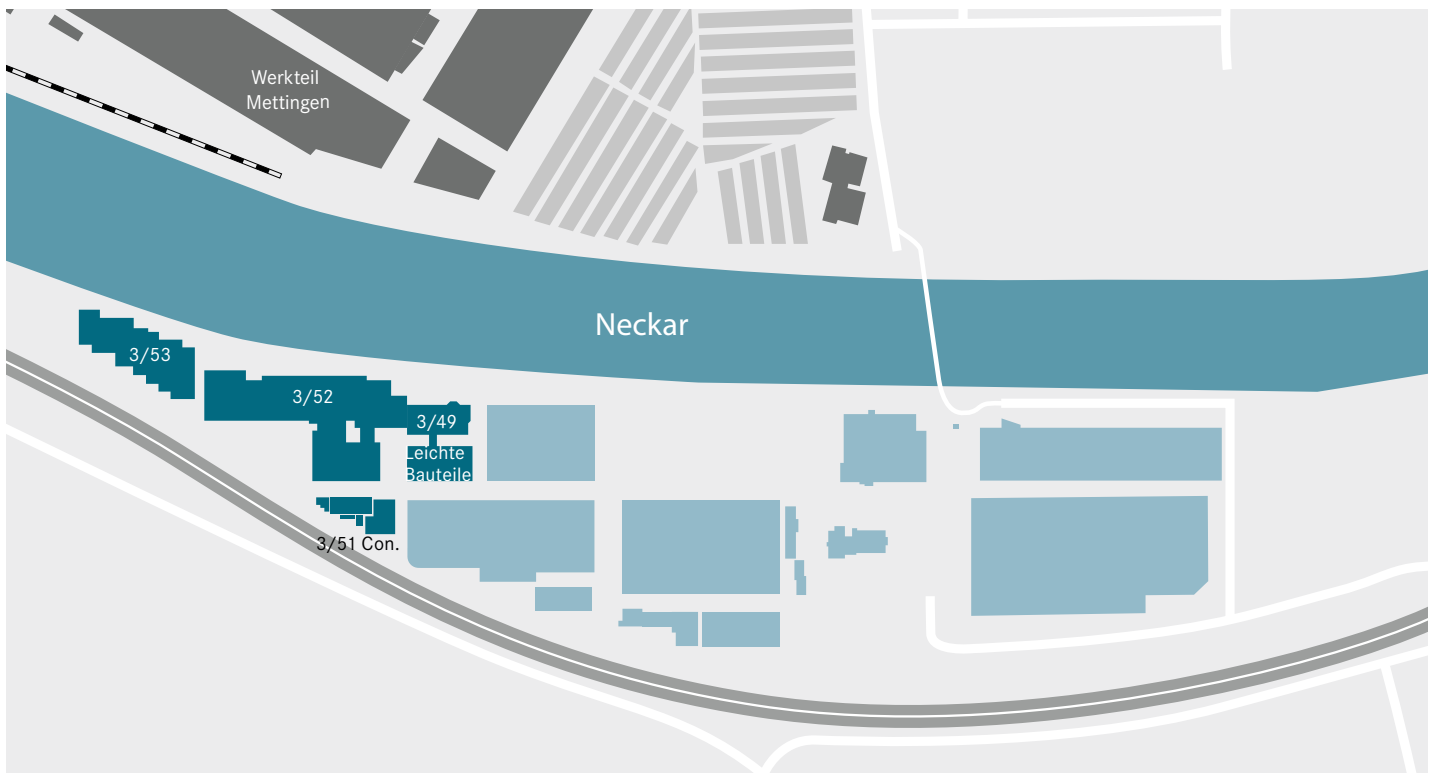 Werkteil
Mettingen
Neckar
3/53
3/52
3/49
Leichte
Bauteile
3/51 Con.